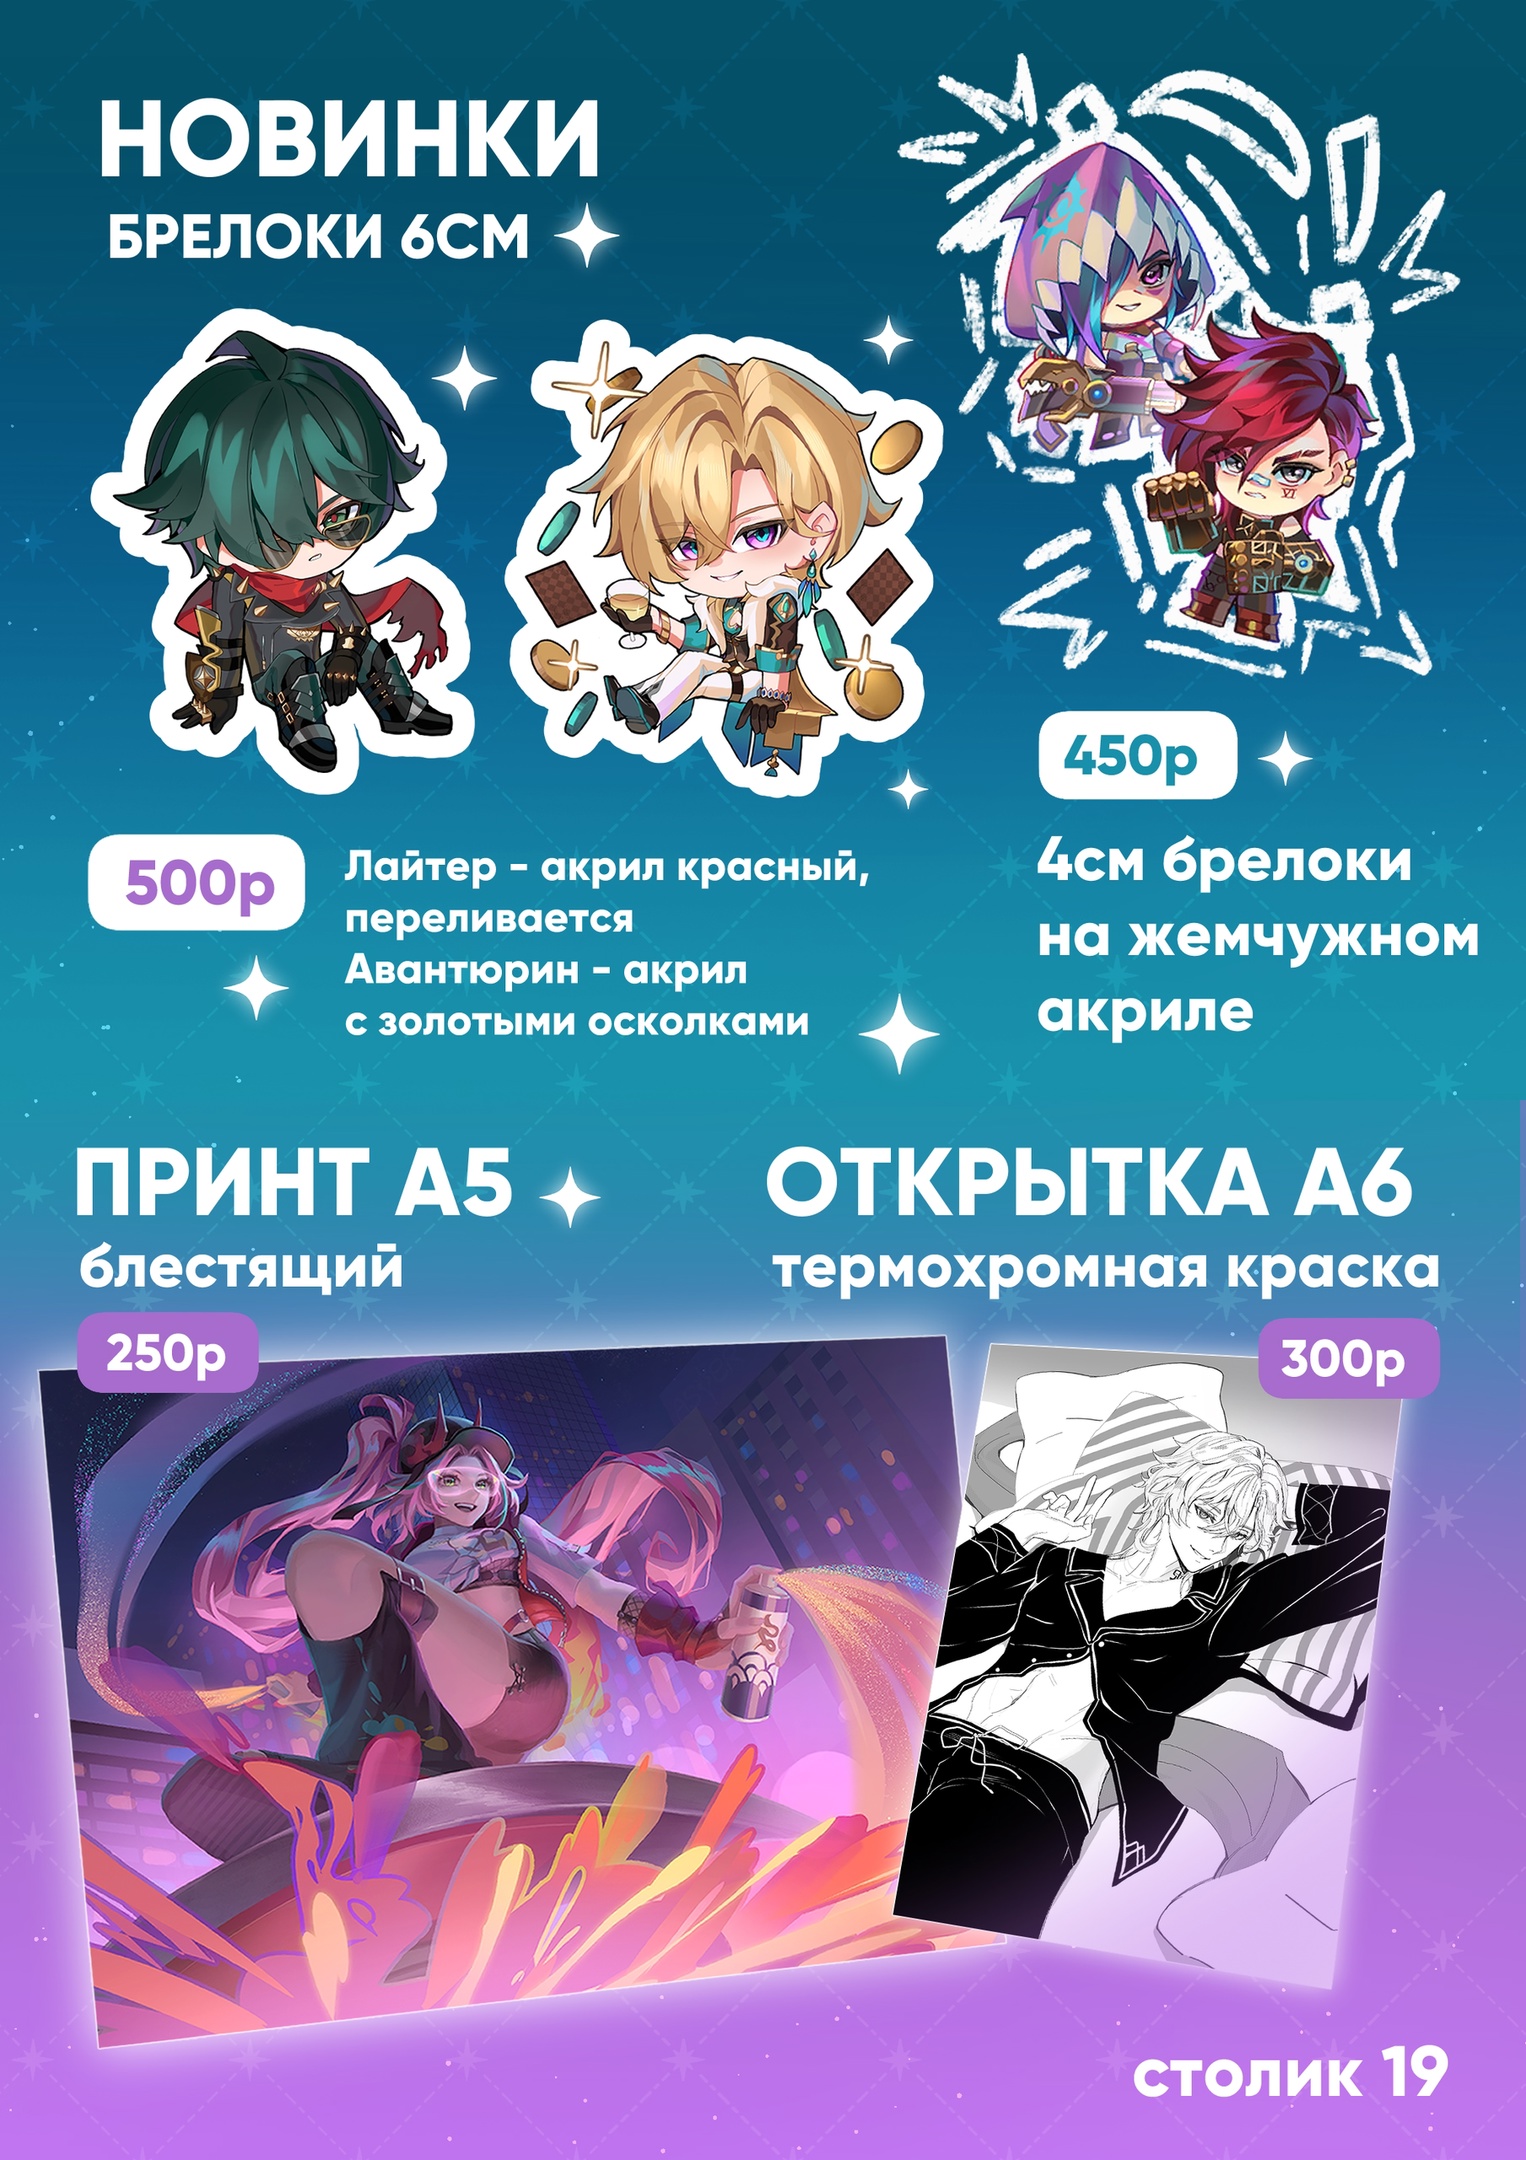 НОВИНКИ
БРЕЛОКИ 6СМ
500р
Лайтер - акрил красный,
переливается
Авантюрин - акрил
с золотыми осколками
450р
4см брелоки
на жемчужном
акриле
ПРИНТ А5
блестящий
250р
ОТКРЫТКА А6
термохромная краска
300р
столик 19